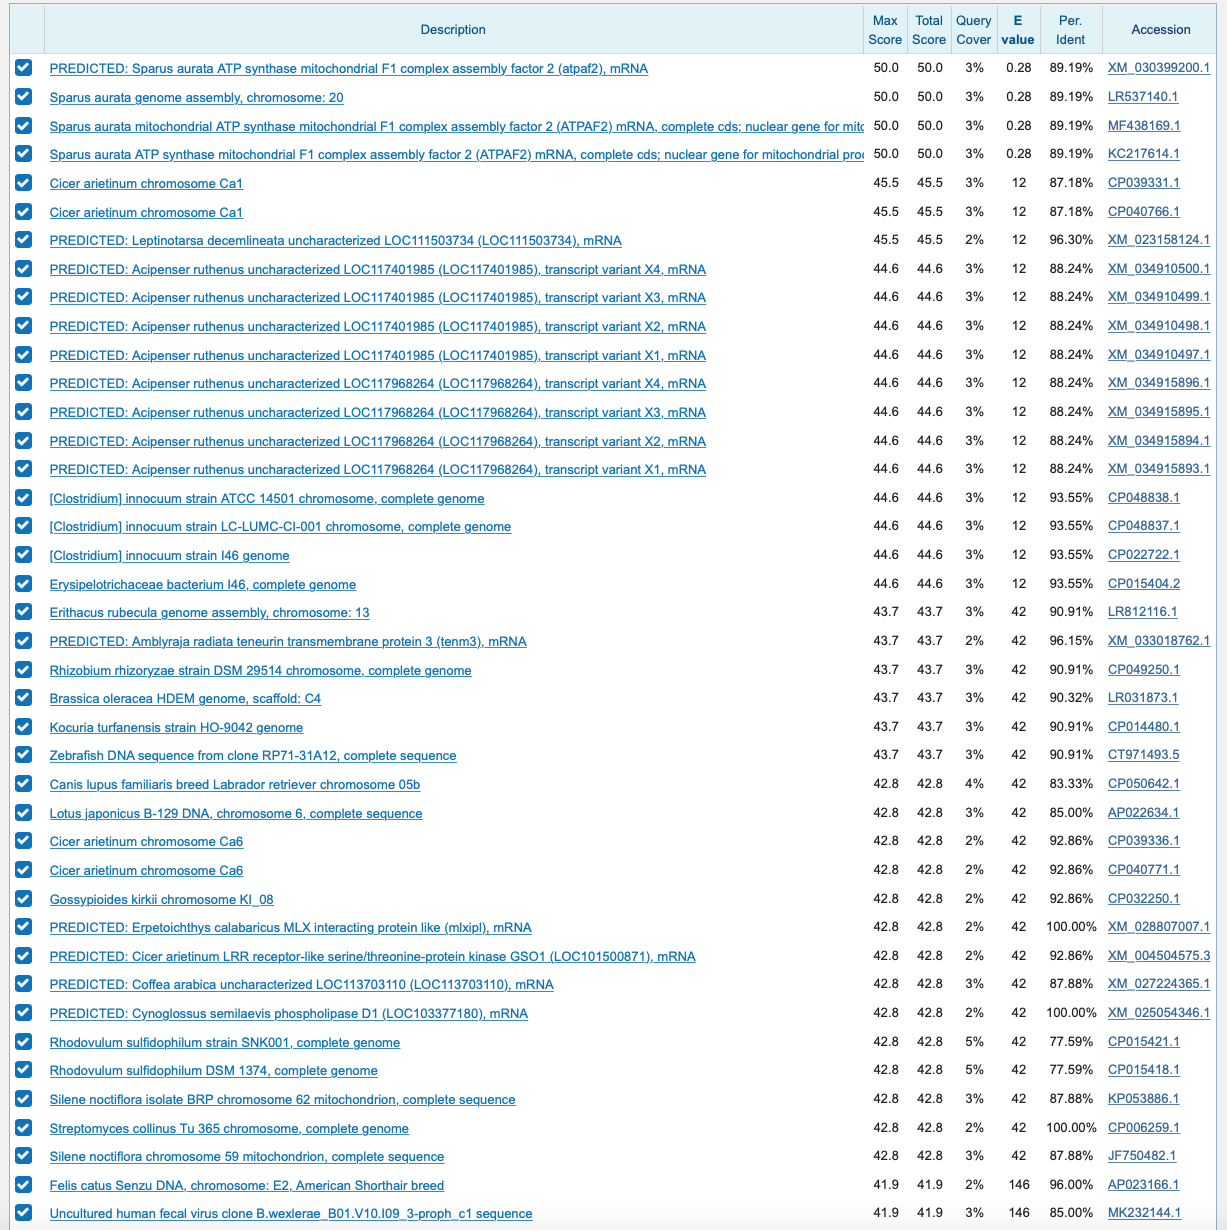 Description Max Score Total Score Query Cover E value Per. Ident Accession
PREDICTED: Sparus aurata ATP synthase mitochondrial F1 complex assembly factor 2 (atpaf2), mRNA 50.0 50.0 3% 0.28 89.19% XM_030399200.1
Sparus aurata genome assembly, chromosome: 20 50.0 50.0 3% 0.28 89.19% LR537140.1
Sparus aurata mitochondrial ATP synthase mitochondrial F1 complex assembly factor 2 (ATPAF2) mRNA, complete cds; nuclear gene for mitc 50.0 50.0 3% 0.28 89.19% MF438169.1
Sparus aurata ATP synthase mitochondrial F1 complex assembly factor 2 (ATPAF2) mRNA, complete cds; nuclear gene for mitochondrial proc 50.0 50.0 3% 0.28 89.19% KC217614.1
Cicer arietinum chromosome Ca1 45.5 45.5 3% 12 87.18% CP039331.1
Cicer arietinum chromosome Ca1 45.5 45.5 3% 12 87.18% CP040766.1
PREDICTED: Leptinotarsa decemlineata uncharacterized LOC111503734 (LOC111503734), mRNA 45.5 45.5 2% 12 96.30% XM_023158124.1
PREDICTED: Acipenser ruthenus uncharacterized LOC117401985 (LOC117401985), transcript variant X4, mRNA 44.6 44.6 3% 12 88.24% XM_034910500.1
PREDICTED: Acipenser ruthenus uncharacterized LOC117401985 (LOC117401985), transcript variant X3, mRNA 44.6 44.6 3% 12 88.24% XM_034910499.1
PREDICTED: Acipenser ruthenus uncharacterized LOC117401985 (LOC117401985), transcript variant X2, mRNA 44.6 44.6 3% 12 88.24% XM_034910498.1
PREDICTED: Acipenser ruthenus uncharacterized LOC117401985 (LOC117401985), transcript variant X1, mRNA 44.6 44.6 3% 12 88.24% XM_034910497.1
PREDICTED: Acipenser ruthenus uncharacterized LOC117968264 (LOC117968264), transcript variant X4, mRNA 44.6 44.6 3% 12 88.24% XM_034915896.1
PREDICTED: Acipenser ruthenus uncharacterized LOC117968264 (LOC117968264), transcript variant X3, mRNA 44.6 44.6 3% 12 88.24% XM_034915895.1
PREDICTED: Acipenser ruthenus uncharacterized LOC117968264 (LOC117968264), transcript variant X2, mRNA 44.6 44.6 3% 12 88.24% XM_034915894.1
PREDICTED: Acipenser ruthenus uncharacterized LOC117968264 (LOC117968264), transcript variant X1, mRNA 44.6 44.6 3% 12 88.24% XM_034915893.1
[Clostridium] innocuum strain ATCC 14501 chromosome, complete genome 44.6 44.6 3% 12 93.55% CP048838.1
[Clostridium] innocuum strain LC-LUMC-CI-001 chromosome, complete genome 44.6 44.6 3% 12 93.55% CP048837.1
[Clostridium] innocuum strain I46 genome 44.6 44.6 3% 12 93.55% CP022722.1
Erysipelotrichaceae bacterium I46, complete genome 44.6 44.6 3% 12 93.55% CP015404.2
Erithacus rubecula genome assembly, chromosome: 13 43.7 43.7 3% 42 90.91% LR812116.1
PREDICTED: Amblyraja radiata teneurin transmembrane protein 3 (tenm3), mRNA 43.7 43.7 2% 42 96.15% XM_033018762.1
Rhizobium rhizoryzae strain DSM 29514 chromosome, complete genome 43.7 43.7 3% 42 90.91% CP049250.1
Brassica oleracea HDEM genome, scaffold: C4 43.7 43.7 3% 42 90.32% LR031873.1
Kocuria turfanensis strain HO-9042 genome 43.7 43.7 3% 42 90.91% CP014480.1
Zebrafish DNA sequence from clone RP71-31A12, complete sequence 43.7 43.7 3% 42 90.91% CT971493.5
Canis lupus familiaris breed Labrador retriever chromosome 05b 42.8 42.8 4% 42 83.33% CP050642.1
Lotus japonicus B-129 DNA, chromosome 6, complete sequence 42.8 42.8 3% 42 85.00% AP022634.1
Cicer arietinum chromosome Ca6 42.8 42.8 2% 42 92.86% CP039336.1
Cicer arietinum chromosome Ca6 42.8 42.8 2% 42 92.86% CP040771.1
Gossypioides kirkii chromosome KI_08 42.8 42.8 2% 42 92.86% CP032250.1
PREDICTED: Erpetoichthys calabaricus MLX interacting protein like (mlxipl), mRNA 42.8 42.8 2% 42 100.00% XM_028807007.1
PREDICTED: Cicer arietinum LRR receptor-like serine/threonine-protein kinase GSO1 (LOC101500871), mRNA 42.8 42.8 2% 42 92.86% XM_004504575.3
PREDICTED: Coffea arabica uncharacterized LOC113703110 (LOC113703110), mRNA 42.8 42.8 3% 42 87.88% XM_027224365.1
PREDICTED: Cynoglossus semilaevis phospholipase D1 (LOC103377180), mRNA 42.8 42.8 2% 42 100.00% XM_025054346.1
Rhodovulum sulfidophilum strain SNK001, complete genome 42.8 42.8 5% 42 77.59% CP015421.1
Rhodovulum sulfidophilum DSM 1374, complete genome 42.8 42.8 5% 42 77.59% CP015418.1
Silene noctiflora isolate BRP chromosome 62 mitochondrion, complete sequence 42.8 42.8 3% 42 87.88% KP053886.1
Streptomyces collinus Tu 365 chromosome, complete genome 42.8 42.8 2% 42 100.00% CP006259.1
Silene noctiflora chromosome 59 mitochondrion, complete sequence 42.8 42.8 3% 42 87.88% JF750482.1
Felis catus Senzu DNA, chromosome: E2, American Shorthair breed 41.9 41.9 2% 146 96.00% AP023166.1
Uncultured human fecal virus clone B.wexlerae_B01.V10.I09_3-proph_c1 sequence 41.9 41.9 3% 146 85.00% MK232144.1